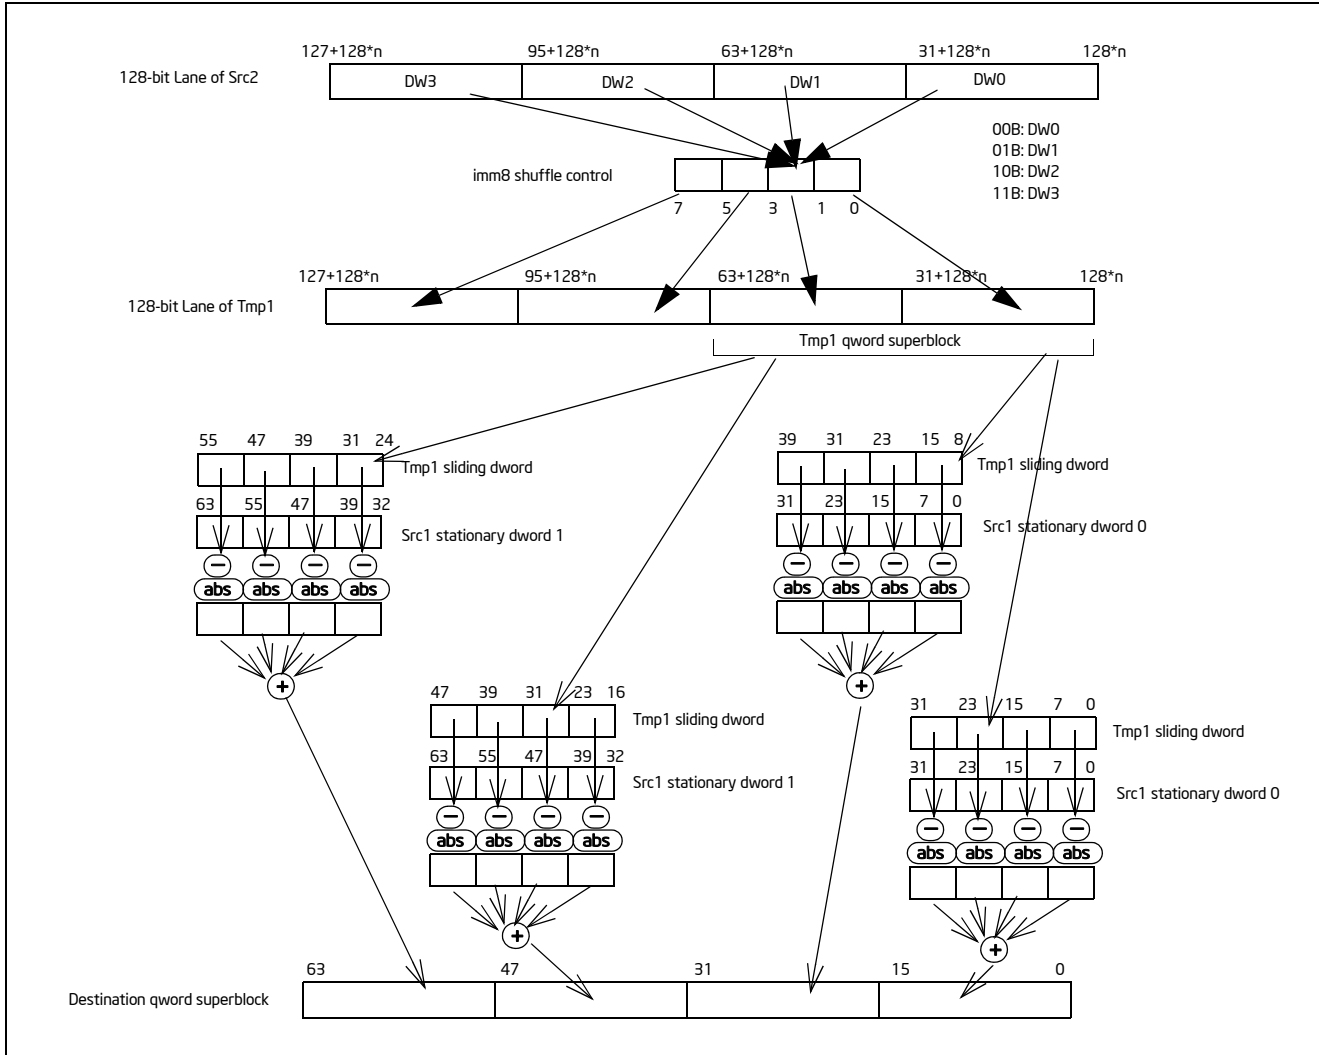 127+128*n 95+128*n 63+128*n 31+128*n 128*n
128-bit Lane of Src2
DW3 DW2 DW1 DW0
00B: DW0
01B: DW1
10B: DW2
11B: DW3
imm8 shuffle control
7 5 3 1 0
127+128*n 95+128*n 63+128*n 31+128*n 128*n
128-bit Lane of Tmp1
Tmp1 qword superblock
55 47 39 31 24
Tmp1 sliding dword
63 55 47 39 32
Src1 stationary dword 1
− − − −
abs abs abs abs
+
39 31 23 15 8
Tmp1 sliding dword
31 23 15 7 0
Src1 stationary dword 0
− − − −
abs abs abs abs
+
47 39 31 23 16
Tmp1 sliding dword
63 55 47 39 32
Src1 stationary dword 1
− − − −
abs abs abs abs
+
31 23 15 7 0
Tmp1 sliding dword
31 23 15 7 0
Src1 stationary dword 0
− − − −
abs abs abs abs
+
63 47 31 15 0
Destination qword superblock